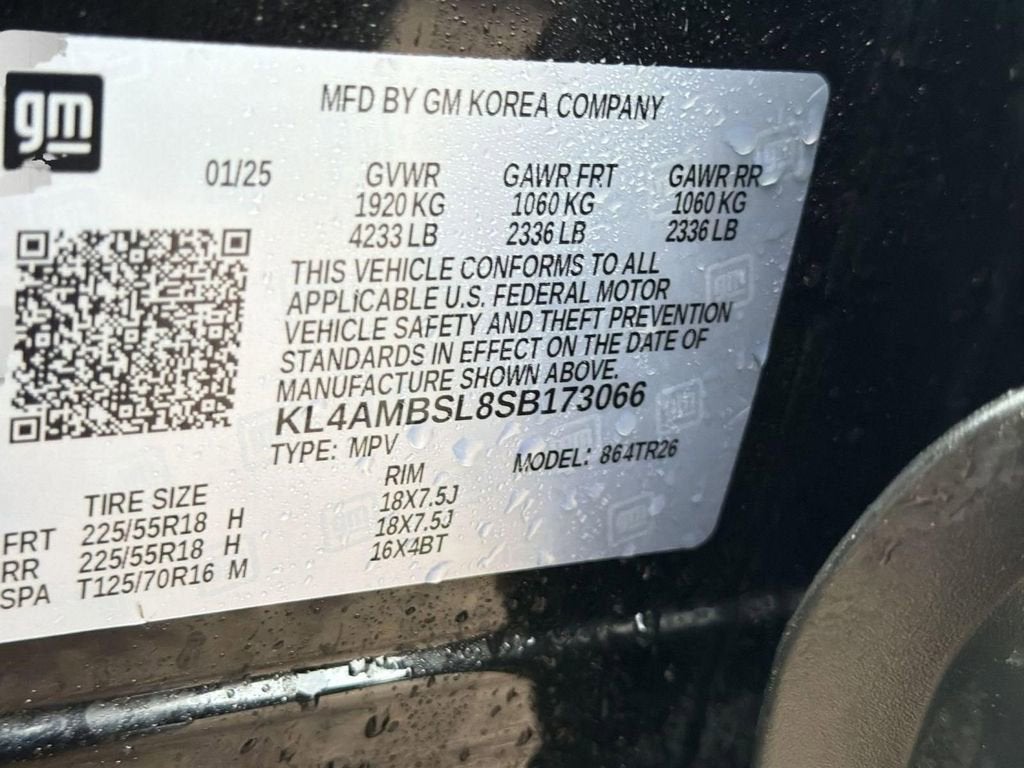 gm
MFD BY GM KOREA COMPANY
01/25 GVWR GAWR FRT GAWR RR
1920 KG 1060 KG 1060 KG
4233 LB 2336 LB 2336 LB
THIS VEHICLE CONFORMS TO ALL
APPLICABLE U.S. FEDERAL MOTOR
VEHICLE SAFETY AND THEFT PREVENTION
STANDARDS IN EFFECT ON THE DATE OF
MANUFACTURE SHOWN ABOVE.
KL4AMBSL8SB173066
TYPE: MPV MODEL: 864TR26
TIRE SIZE RIM
FRT 225/55R18 H 18X7.5J
RR 225/55R18 H 18X7.5J
SPA T125/70R16 M 16X4BT